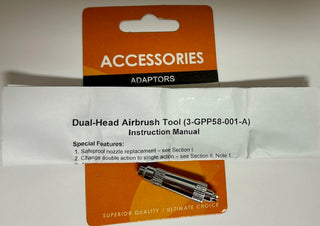 ACCESSORIES
ADAPTORS
Dual-Head Airbrush Tool (3-GPP58-001-A)
Instruction Manual
Special Features:
1. Safeproof nozzle replacement – see Section I.
2. Change double action to single action – see Section II. Note I.
SUPERIOR QUALITY / ULTIMATE CHOICE